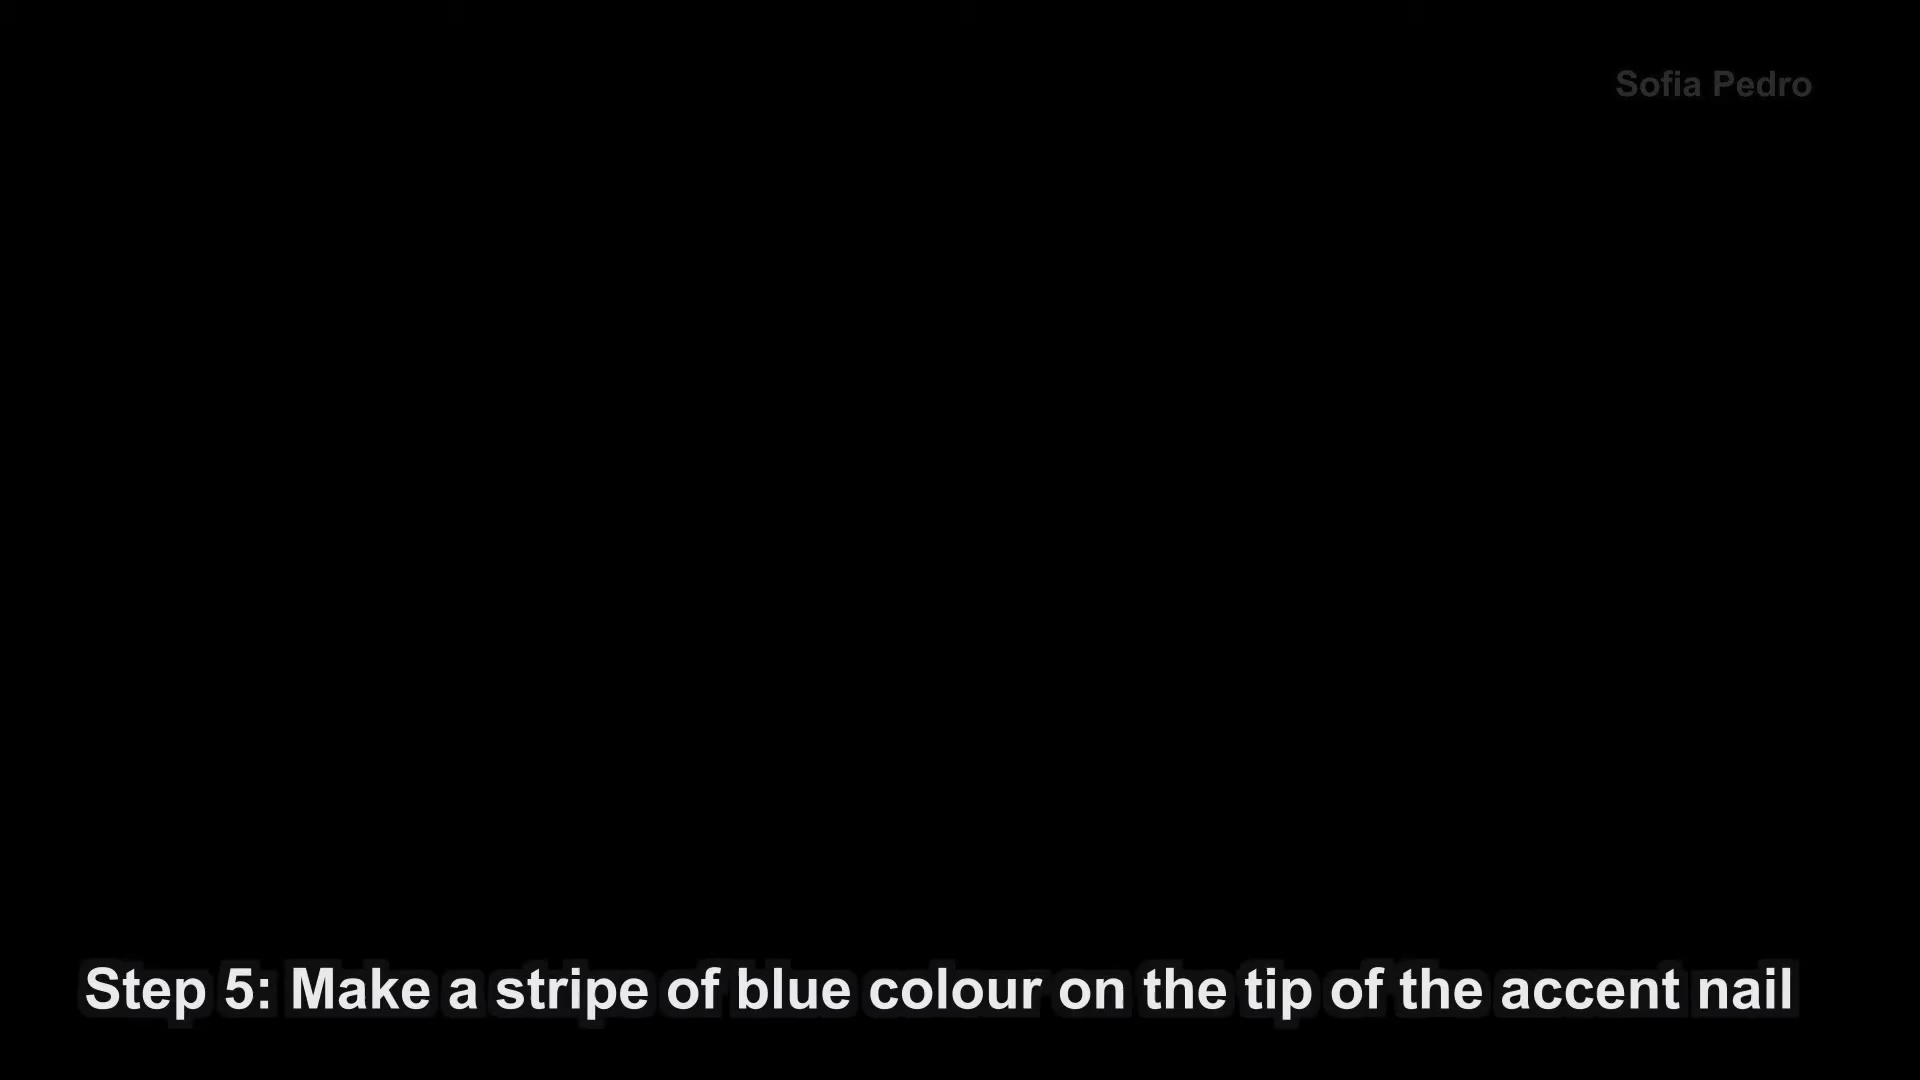 Sofia Pedro
Step 5: Make a stripe of blue colour on the tip of the accent nail